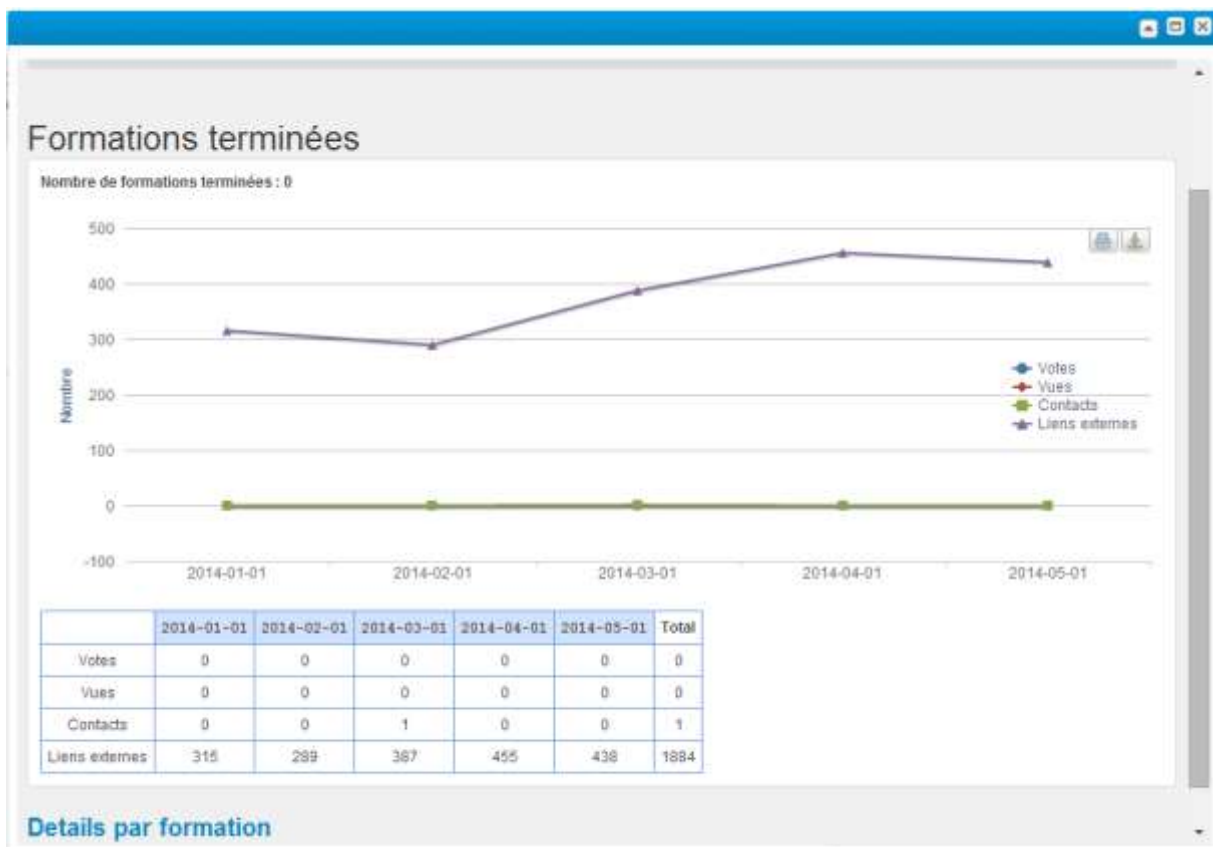 Formations terminées
Nombre de formations terminées : 0
500
400
300
200
100
0
-100
Nombre
Votes
Vues
Contacts
Liens externes
2014-01-01 2014-02-01 2014-03-01 2014-04-01 2014-05-01
2014-01-01 2014-02-01 2014-03-01 2014-04-01 2014-05-01 Total
Votes 0 0 0 0 0 0
Vues 0 0 0 0 0 0
Contacts 0 0 1 0 0 1
Liens externes 315 289 387 455 438 1884
Details par formation